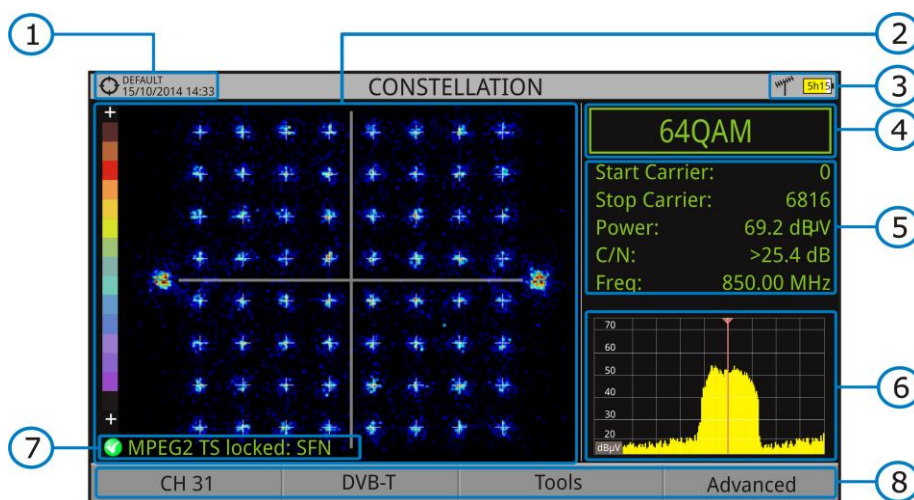 1
2
3
4
5
6
7
8
DEFAULT
15/10/2014 14:33
CONSTELLATION
5h15
+
+
64QAM
Start Carrier: 0
Stop Carrier: 6816
Power: 69.2 dBµV
C/N: >25.4 dB
Freq: 850.00 MHz
70
60
50
40
30
20
dBµV
MPEG2 TS locked: SFN
CH 31
DVB-T
Tools
Advanced